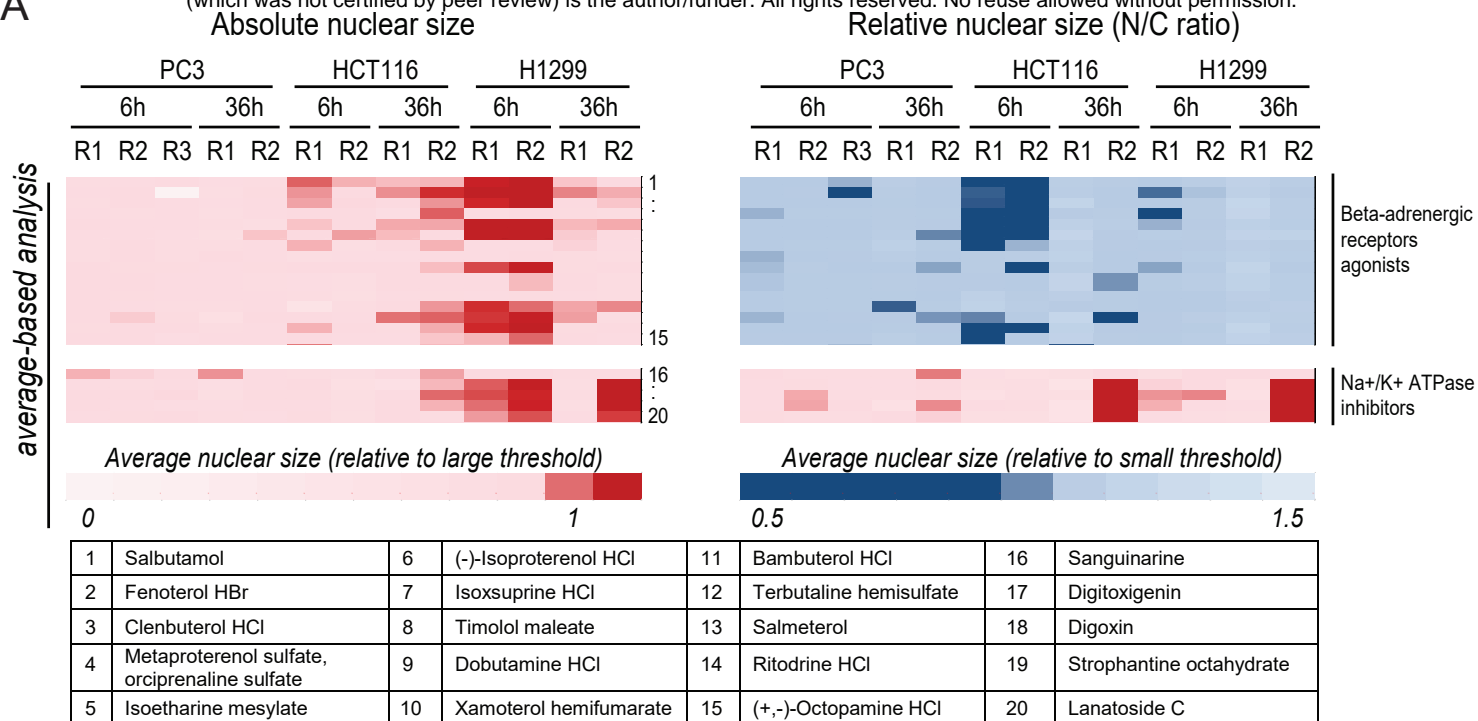 A
(which was not certified by peer review) is the author/funder. All rights reserved. No reuse allowed without permission.
Absolute nuclear size
Relative nuclear size (N/C ratio)
PC3 HCT116 H1299
PC3 HCT116 H1299
6h 36h 6h 36h 6h 36h
6h 36h 6h 36h 6h 36h
R1 R2 R3 R1 R2 R1 R2 R1 R2 R1 R2 R1 R2
R1 R2 R3 R1 R2 R1 R2 R1 R2 R1 R2 R1 R2
average-based analysis
1
:
15
Beta-adrenergic
receptors
agonists
16
:
20
Na+/K+ ATPase
inhibitors
Average nuclear size (relative to large threshold)
0 1
Average nuclear size (relative to small threshold)
0.5 1.5
1 Salbutamol 6 (-)-Isoproterenol HCl 11 Bambuterol HCl 16 Sanguinarine
2 Fenoterol HBr 7 Isoxsuprine HCl 12 Terbutaline hemisulfate 17 Digitoxigenin
3 Clenbuterol HCl 8 Timolol maleate 13 Salmeterol 18 Digoxin
4 Metaproterenol sulfate,
orciprenaline sulfate 9 Dobutamine HCl 14 Ritodrine HCl 19 Strophantine octahydrate
5 Isoetharine mesylate 10 Xamoterol hemifumarate 15 (+,-)-Octopamine HCl 20 Lanatoside C